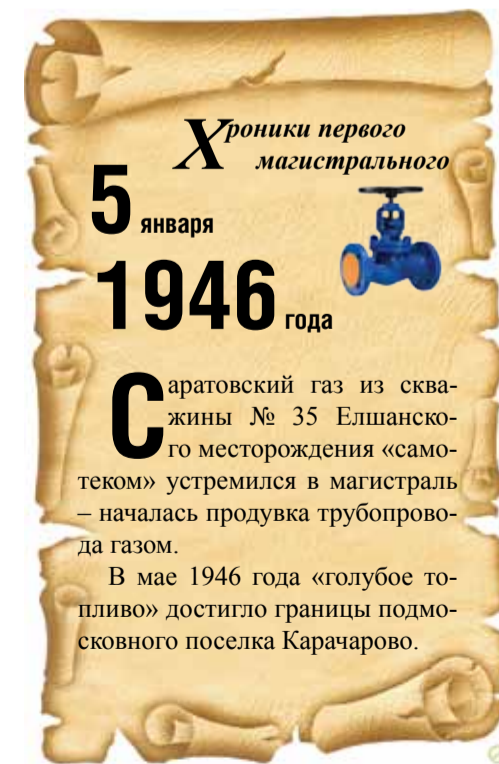 Хроники первого
магистрального
5 января
1946 года
Саратовский газ из сква-
жины № 35 Елшанско-
го месторождения «само-
теком» устремился в магистраль
– началась продувка трубопрово-
да газом.
В мае 1946 года «голубое то-
пливо» достигло границы подмо-
сковного поселка Карачарово.